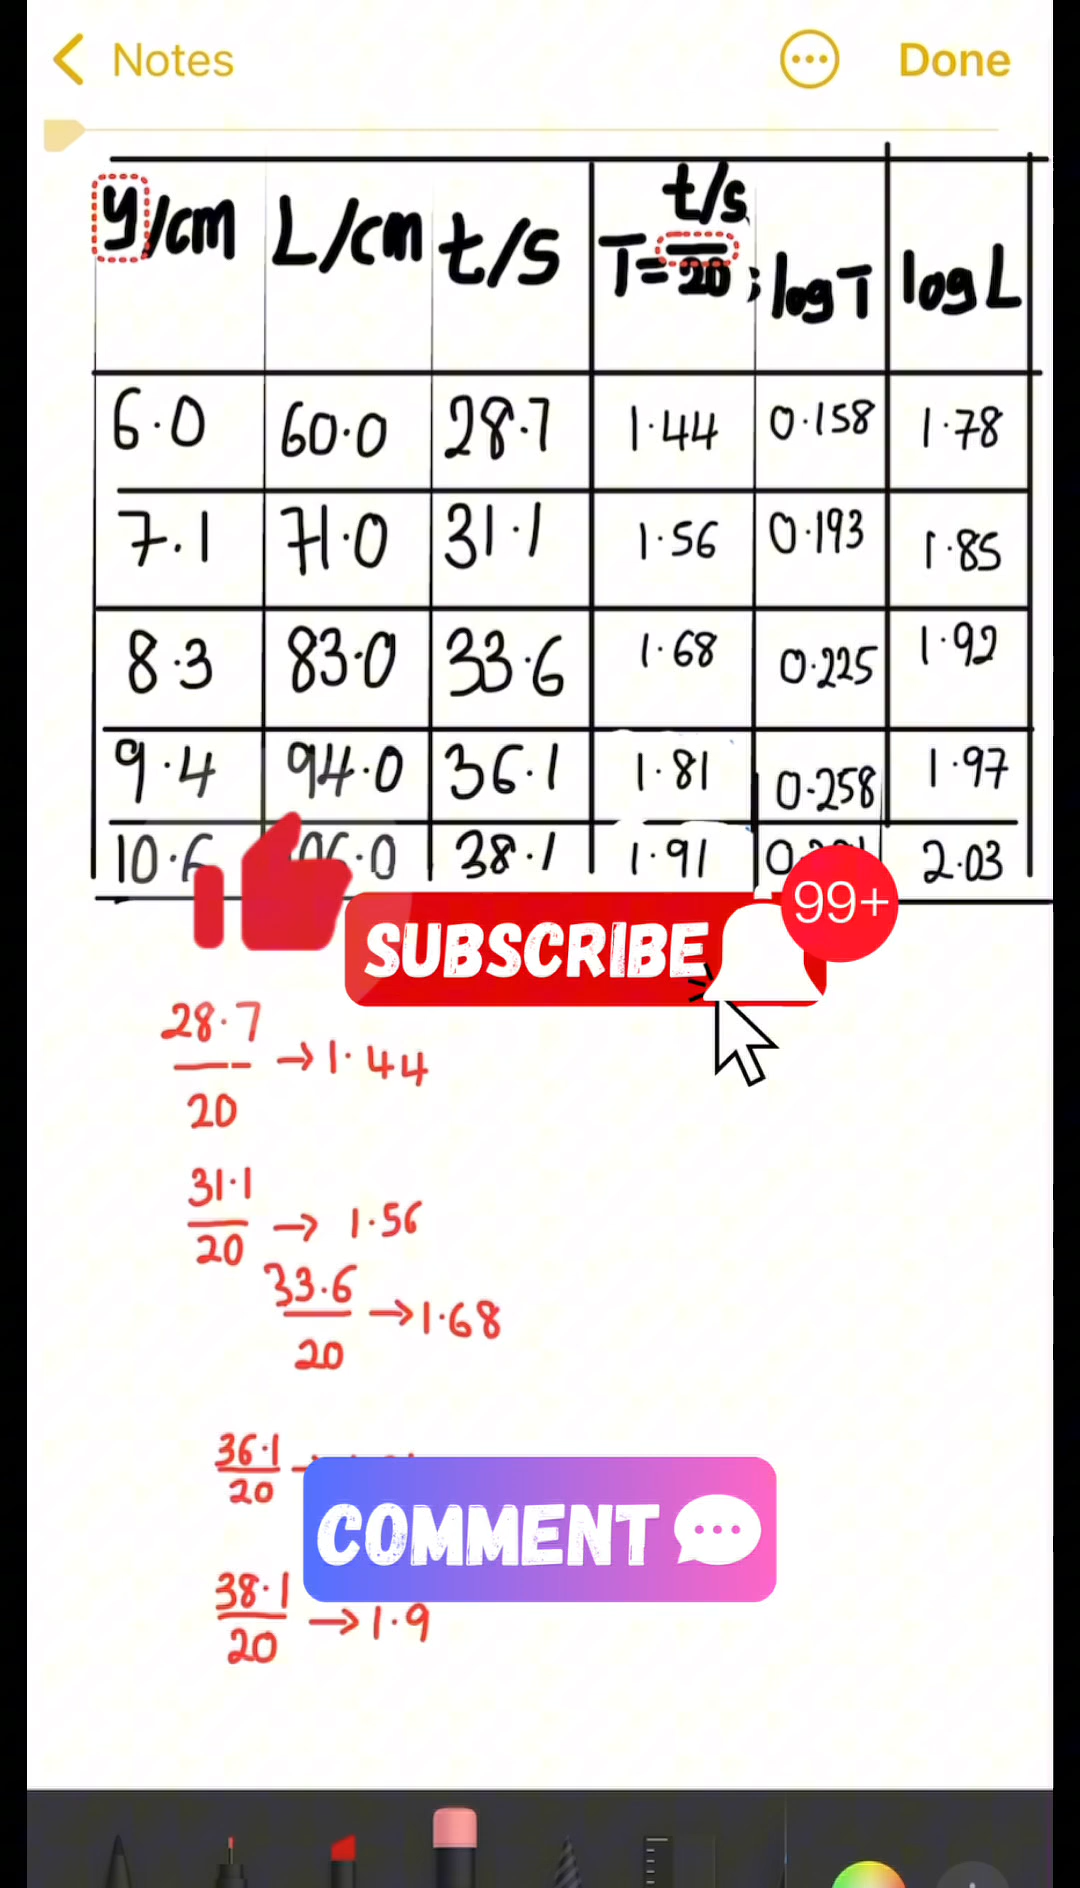 Notes
Done
y/cm L/cm t/s T=t/s/20; logT logL
6.0 60.0 28.7 1.44 0.158 1.78
7.1 71.0 31.1 1.56 0.193 1.85
8.3 83.0 33.6 1.68 0.225 1.92
9.4 94.0 36.1 1.81 0.258 1.97
10.6 38.1 1.91 2.03
99+
SUBSCRIBE
28.7
20
→1.44
31.1
20
→ 1.56
33.6
20
→1.68
36.1
20
COMMENT
38.1
20
→1.9